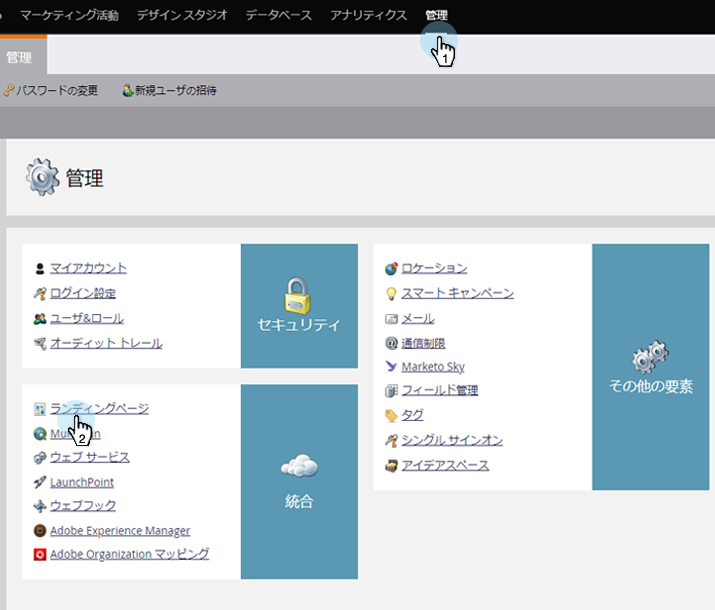 マーケティング活動 デザイン スタジオ データベース アナリティクス 管理
1
管理
パスワードの変更 新規ユーザの招待
管理
マイアカウント
ログイン設定
ユーザ&ロール
オーディット トレール
セキュリティ
ランディングページ
2
ウェブ サービス
LaunchPoint
ウェブフック
Adobe Experience Manager
Adobe Organization マッピング
統合
ロケーション
スマート キャンペーン
メール
通信制限
Marketo Sky
フィールド管理
タグ
シングル サインオン
アイデアスペース
その他の要素